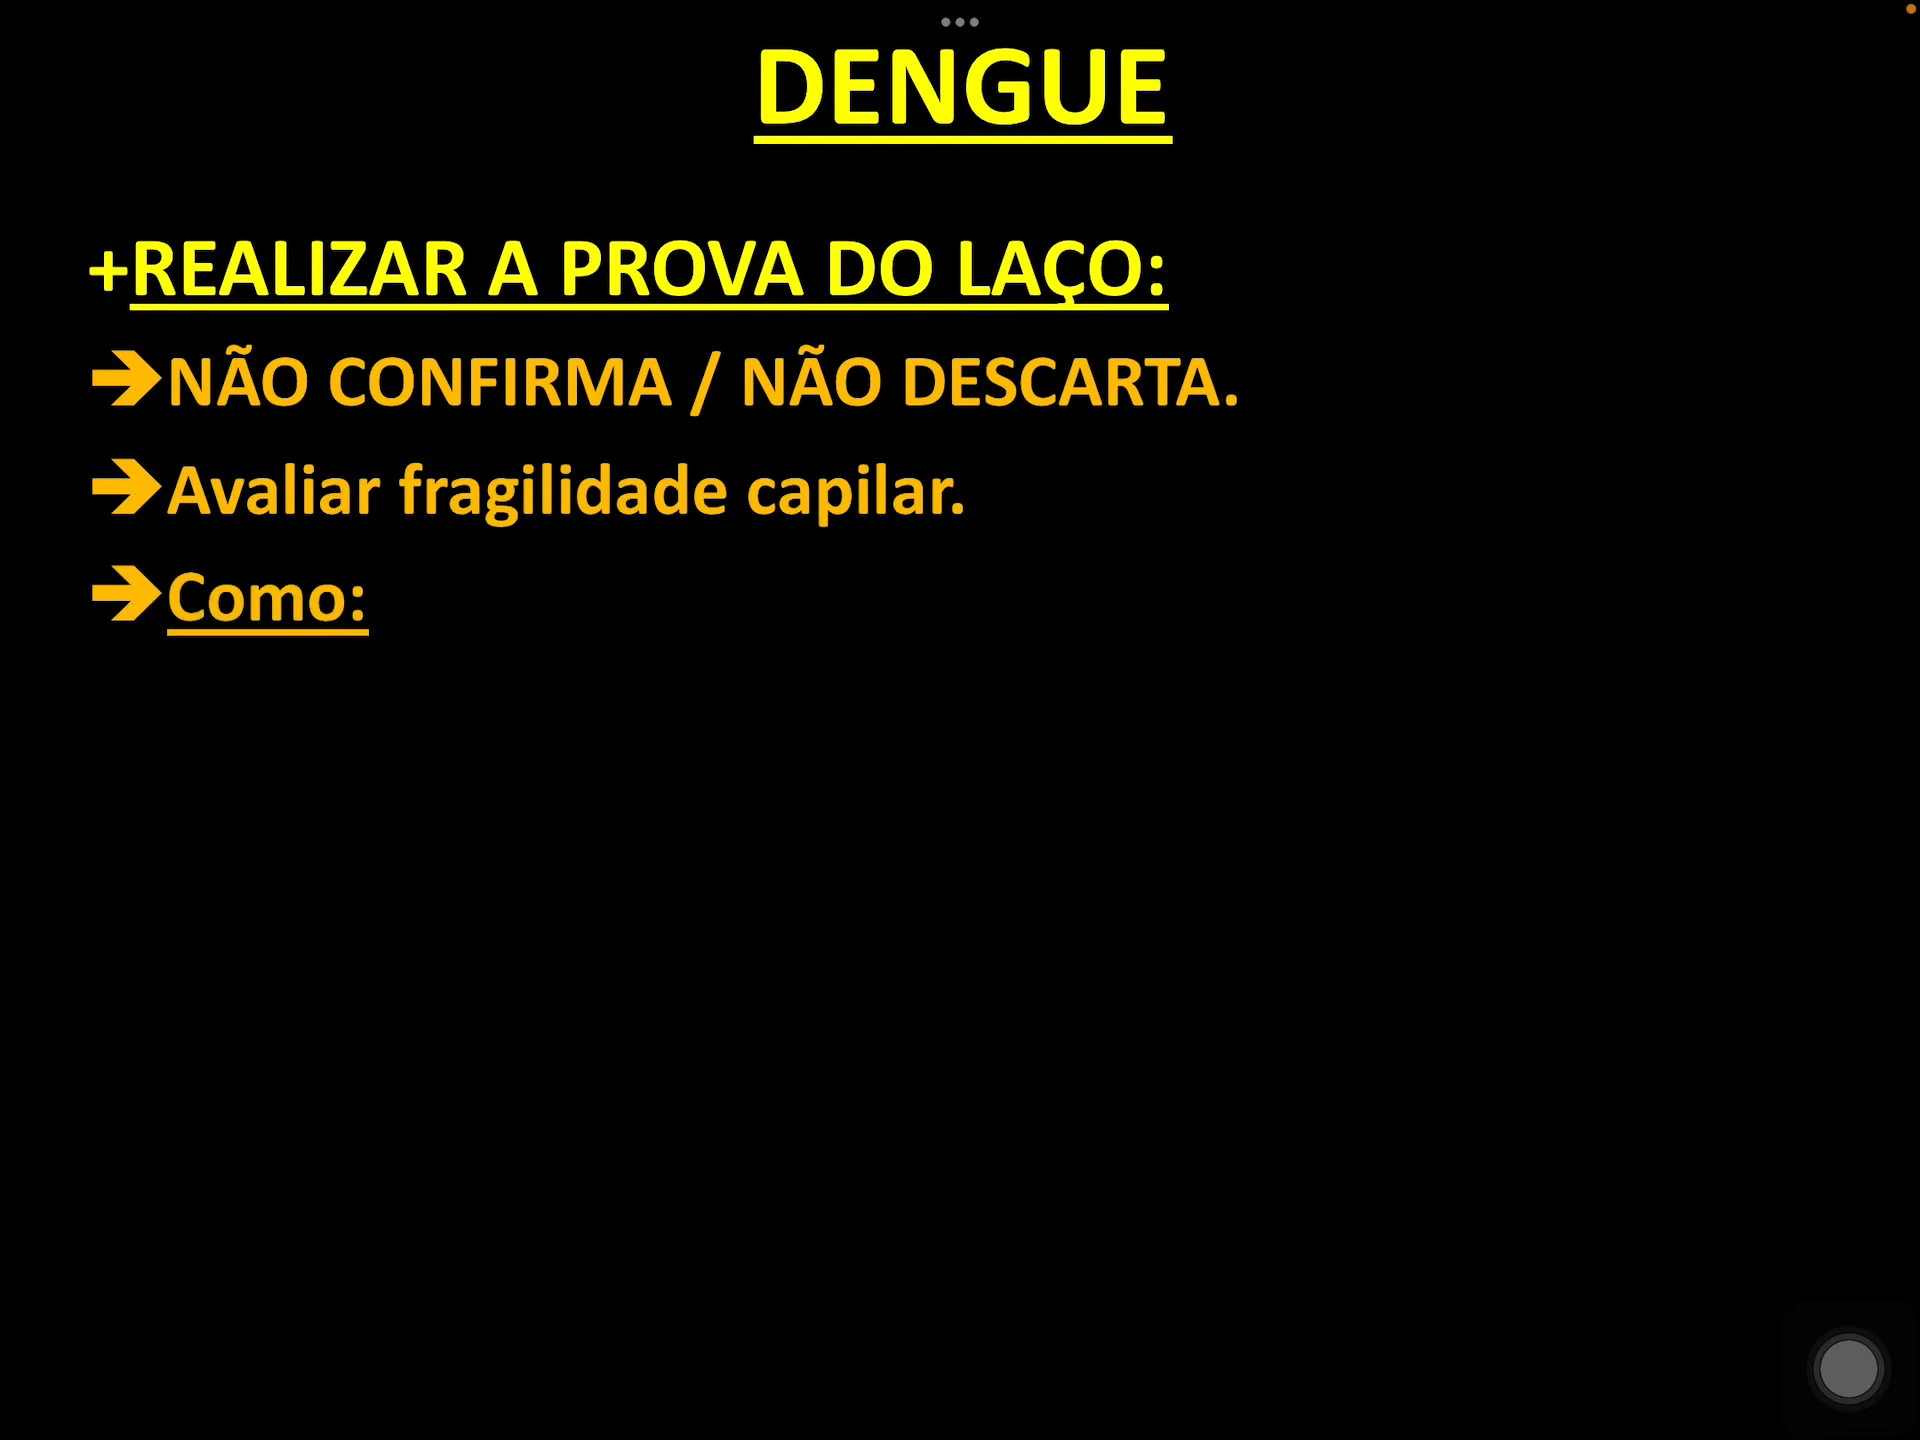 DENGUE
+REALIZAR A PROVA DO LAÇO:
➔NÃO CONFIRMA / NÃO DESCARTA.
➔Avaliar fragilidade capilar.
➔Como: